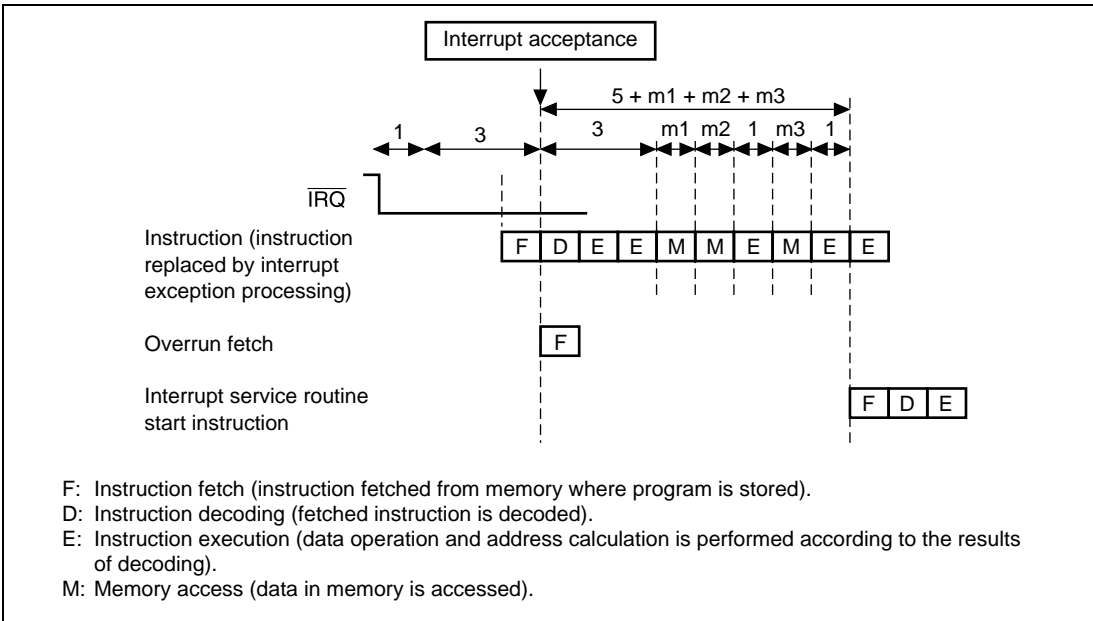 Interrupt acceptance
5 + m1 + m2 + m3
1 3 3 m1 m2 1 m3 1
IRQ
Instruction (instruction
replaced by interrupt
exception processing)
F D E E M M E M E E
Overrun fetch
F
Interrupt service routine
start instruction
F D E
F: Instruction fetch (instruction fetched from memory where program is stored).
D: Instruction decoding (fetched instruction is decoded).
E: Instruction execution (data operation and address calculation is performed according to the results
of decoding).
M: Memory access (data in memory is accessed).